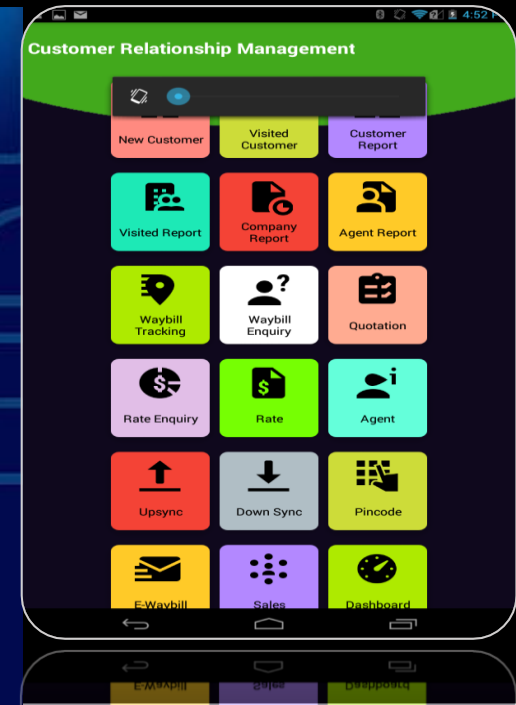 4:52 P
Customer Relationship Management
New Customer
Visited
Customer
Customer
Report
Visited Report
Company
Report
Agent Report
Waybill
Tracking
Waybill
Enquiry
Quotation
Rate Enquiry
Rate
Agent
Upsync
Down Sync
Pincode
E-Waybill
Sales
Dashboard